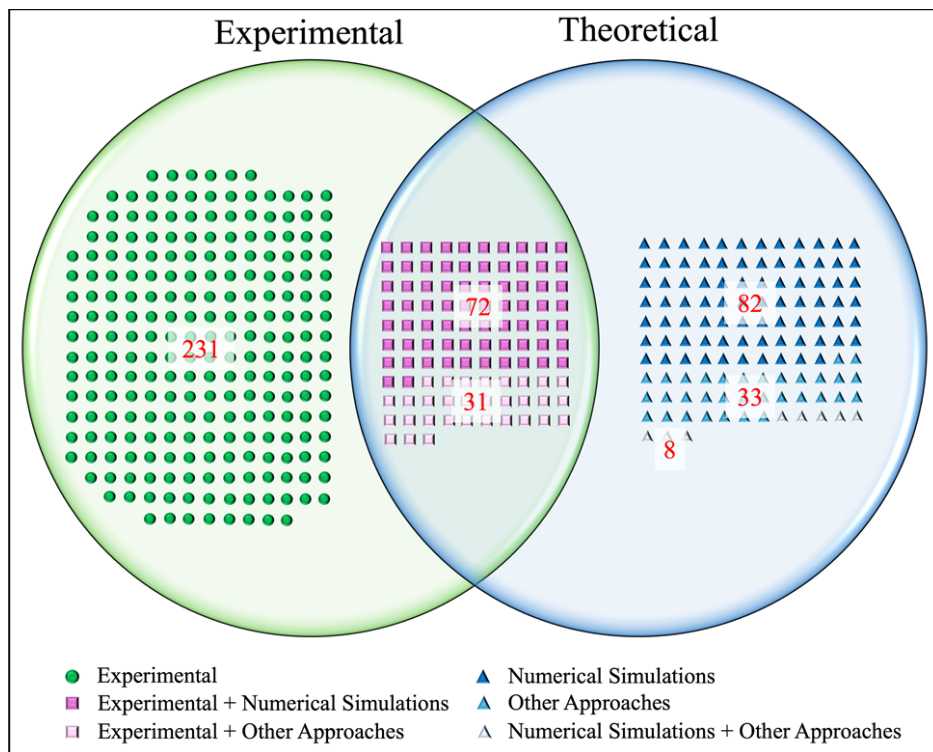 Experimental
Theoretical
72
82
231
31
33
8
Experimental
Experimental + Numerical Simulations
Experimental + Other Approaches
Numerical Simulations
Other Approaches
Numerical Simulations + Other Approaches